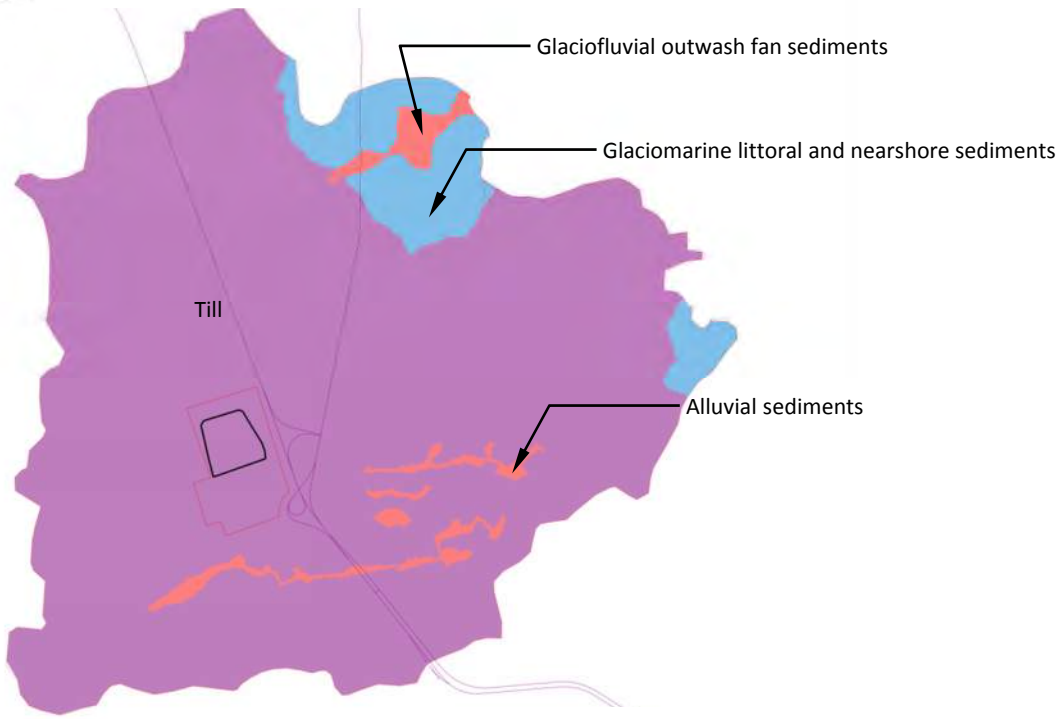 Glaciofluvial outwash fan sediments
Glaciomarine littoral and nearshore sediments
Till
Alluvial sediments